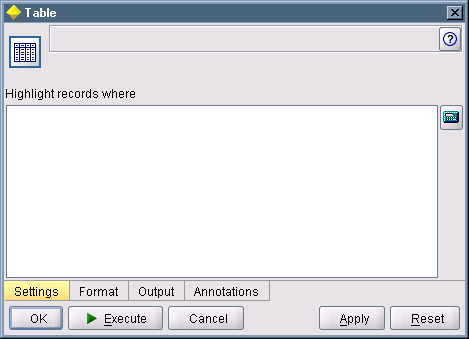 Table
Highlight records where
Settings Format Output Annotations
OK Execute Cancel Apply Reset